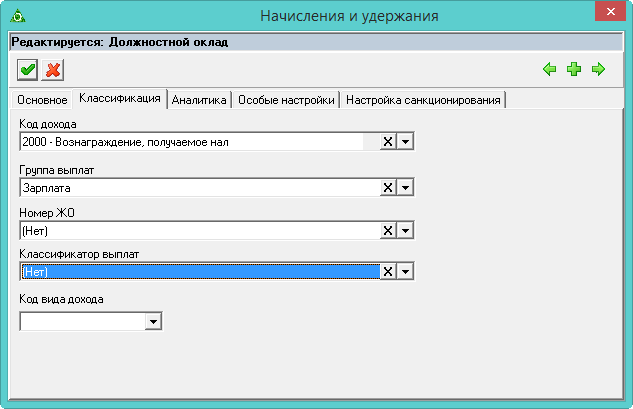 Начисления и удержания
Редактируется: Должностной оклад
Основное Классификация Аналитика Особые настройки Настройка санкционирования
Код дохода
2000 - Вознаграждение, получаемое нал
Группа выплат
Зарплата
Номер ЖО
(Нет)
Классификатор выплат
(Нет)
Код вида дохода